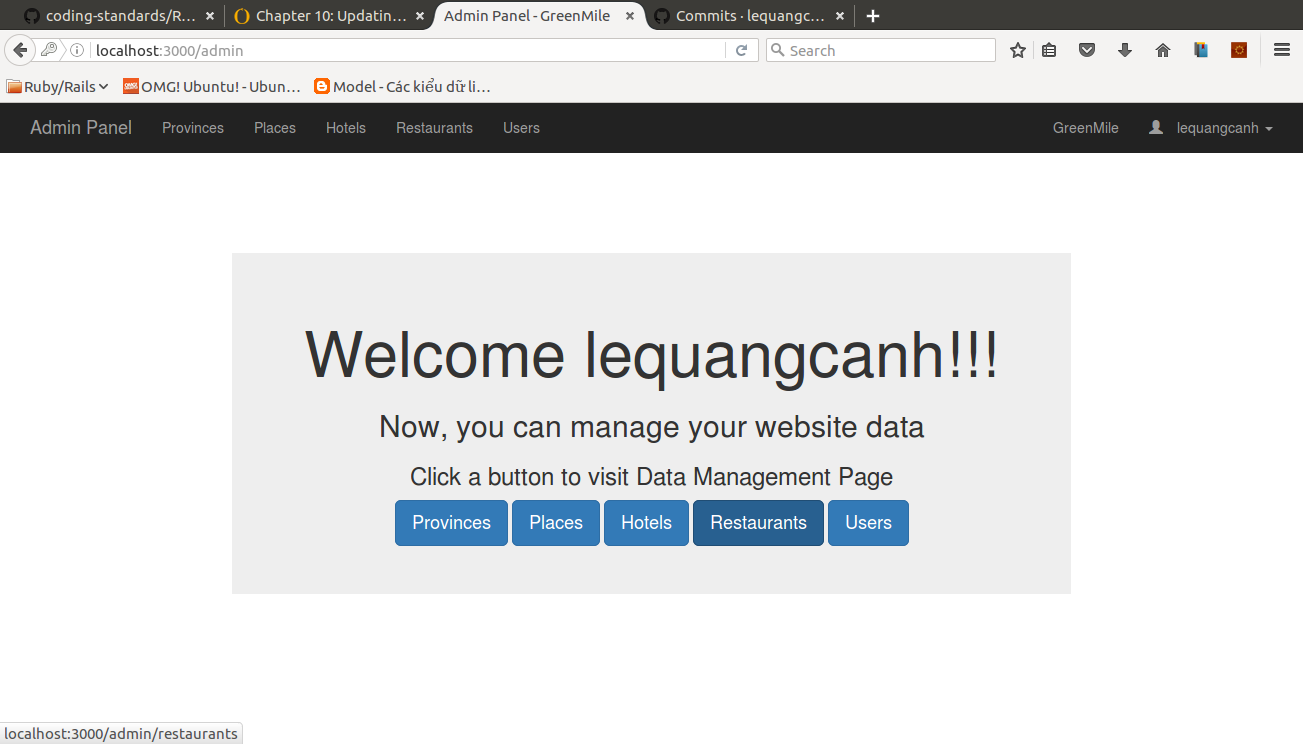 coding-standards/R... Chapter 10: Updatin... Admin Panel - GreenMile Commits · lequangc...
localhost:3000/admin Search
Ruby/Rails OMG! Ubuntu! - Ubun... Model - Các kiểu dữ li...
Admin Panel Provinces Places Hotels Restaurants Users GreenMile lequangcanh
Welcome lequangcanh!!!
Now, you can manage your website data
Click a button to visit Data Management Page
Provinces Places Hotels Restaurants Users
localhost:3000/admin/restaurants